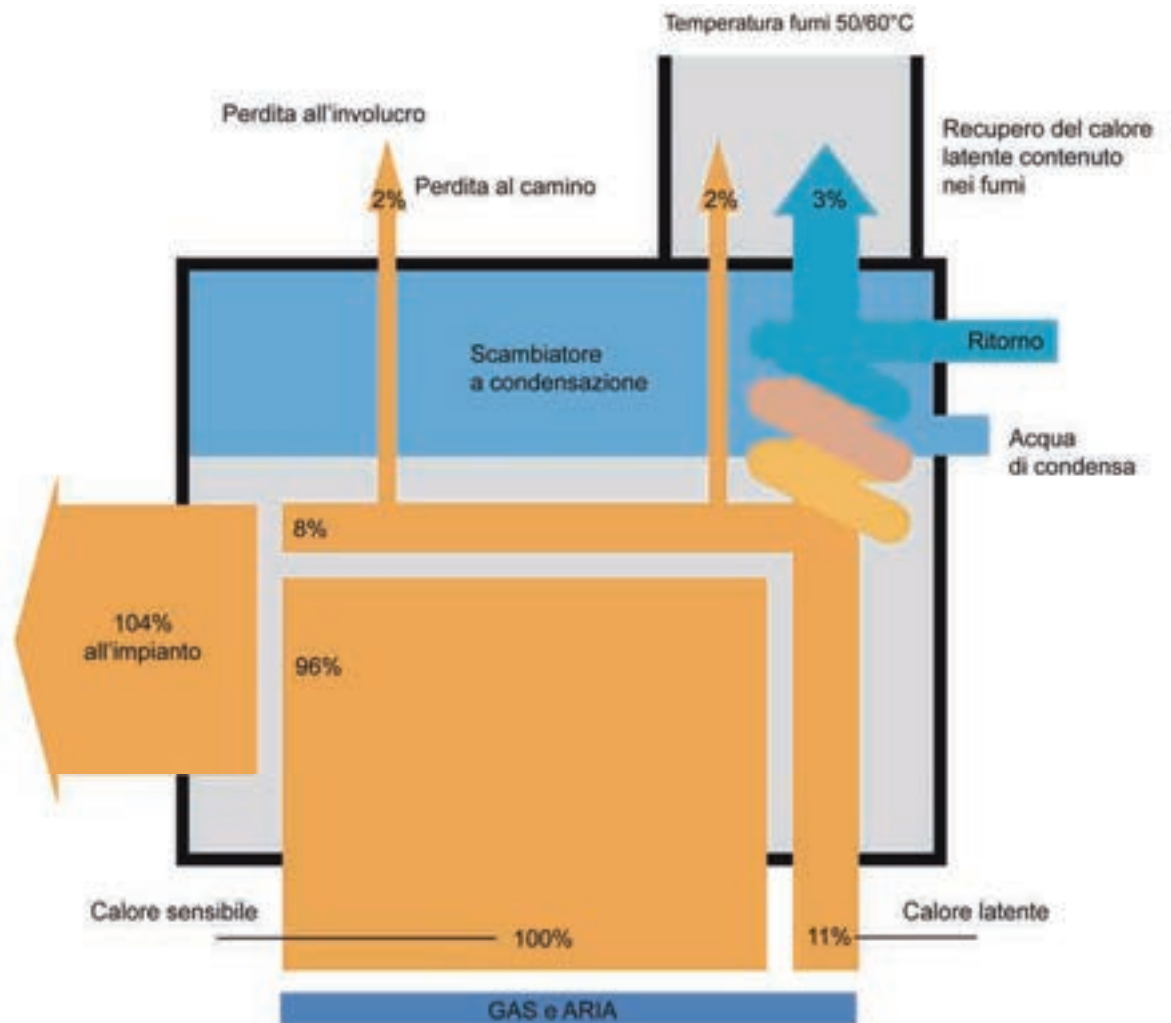 Temperatura fumi 50/60°C
Perdita all'involucro
Recupero del calore
latente contenuto
nei fumi
2%
Perdita al camino
2%
3%
Ritorno
Scambiatore
a condensazione
Acqua
di condensa
8%
104%
all'impianto
96%
Calore sensibile
100%
11%
Calore latente
GAS e ARIA